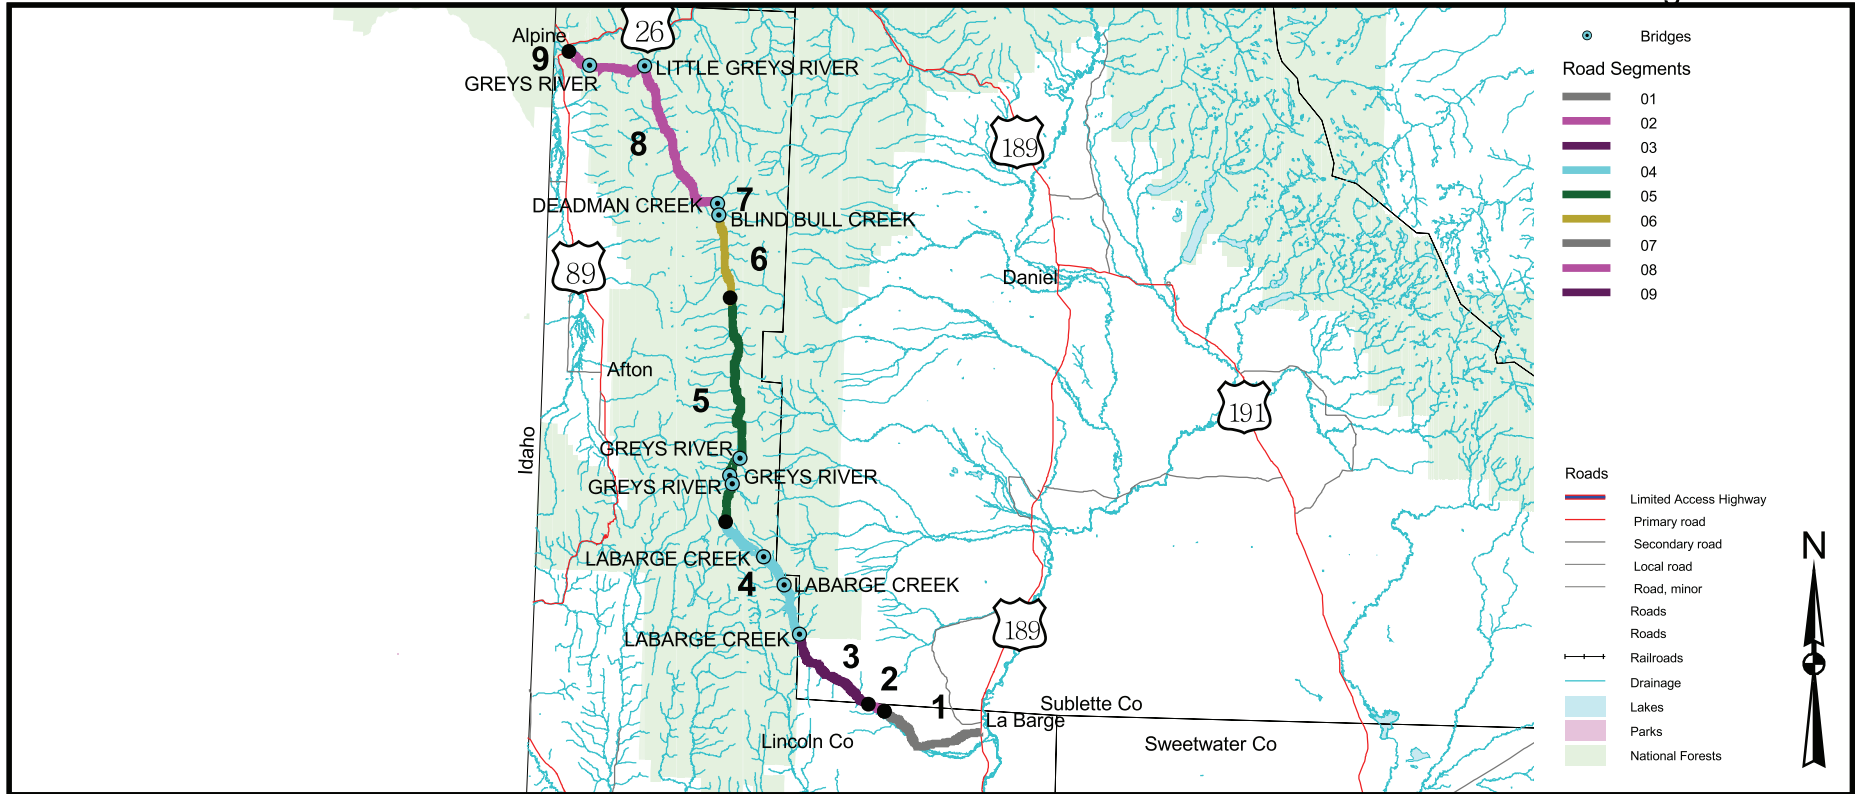 Alpine
26
9
GREYS RIVER
LITTLE GREYS RIVER
8
189
7
DEADMAN CREEK
BLIND BULL CREEK
6
89
Daniel
Afton
5
191
Idaho
GREYS RIVER
GREYS RIVER
GREYS RIVER
LABARGE CREEK
4
LABARGE CREEK
LABARGE CREEK
189
3
2
1
Sublette Co
La Barge
Lincoln Co
Sweetwater Co
Bridges
Road Segments
01
02
03
04
05
06
07
08
09
Roads
Limited Access Highway
Primary road
Secondary road
Local road
Road, minor
Roads
Roads
Railroads
Drainage
Lakes
Parks
National Forests
N